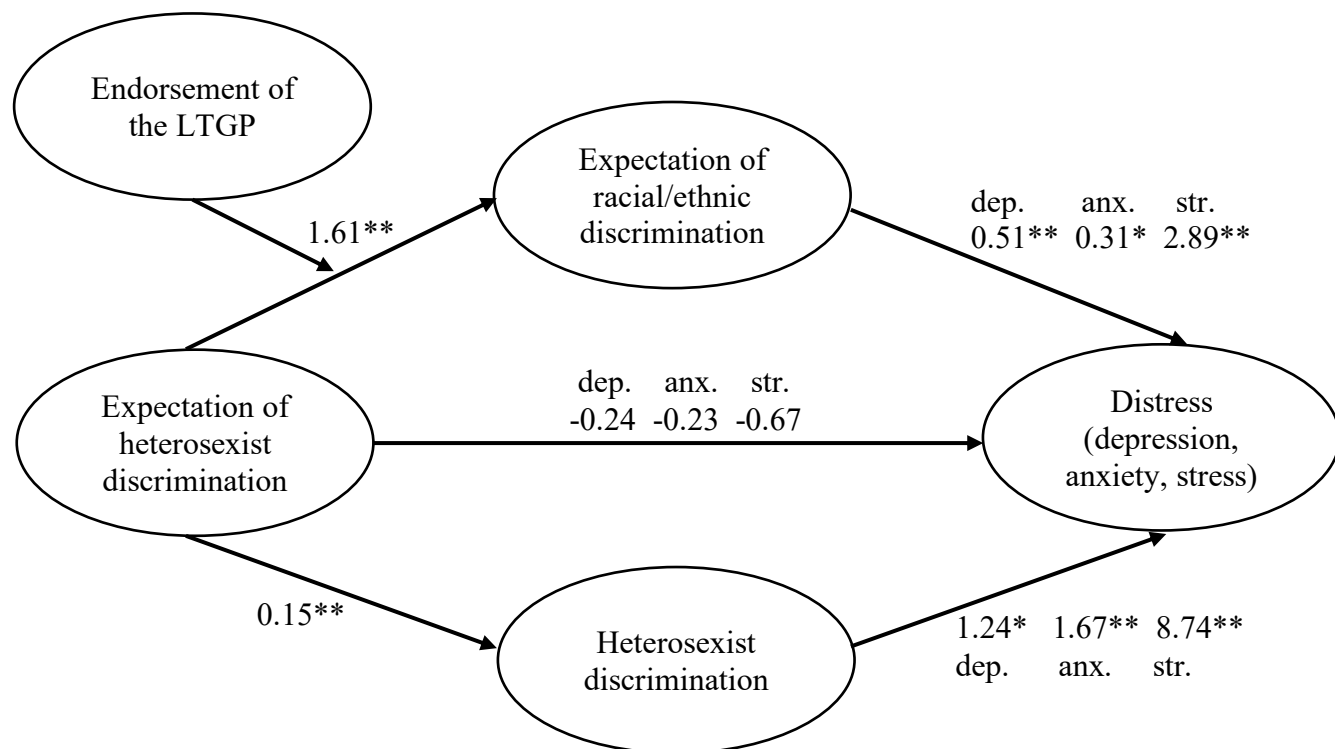 Endorsement of
the LTGP
Expectation of
racial/ethnic
discrimination
dep. anx. str.
0.51** 0.31* 2.89**
1.61**
Expectation of
heterosexist
discrimination
dep. anx. str.
-0.24 -0.23 -0.67
Distress
(depression,
anxiety, stress)
0.15**
Heterosexist
discrimination
1.24* 1.67** 8.74**
dep. anx. str.